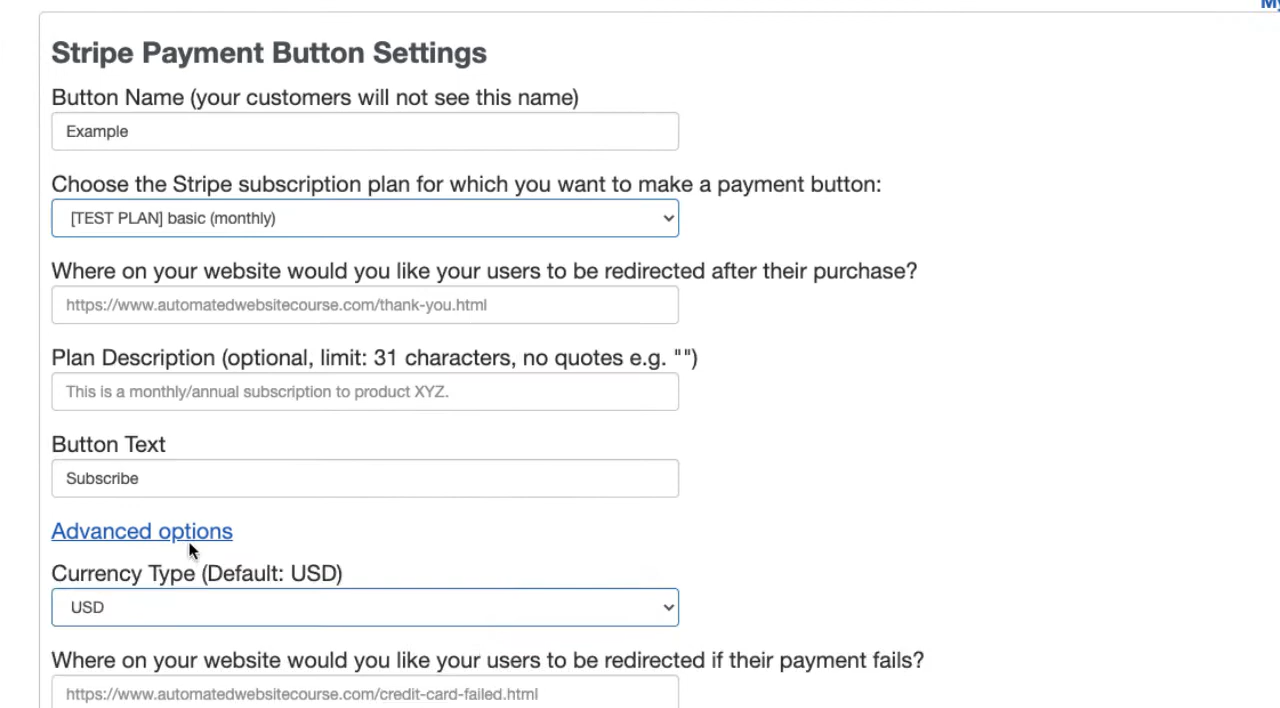 My
Stripe Payment Button Settings
Button Name (your customers will not see this name)
Example
Choose the Stripe subscription plan for which you want to make a payment button:
[TEST PLAN] basic (monthly)
Where on your website would you like your users to be redirected after their purchase?
https://www.automatedwebsitecourse.com/thank-you.html
Plan Description (optional, limit: 31 characters, no quotes e.g. "")
This is a monthly/annual subscription to product XYZ.
Button Text
Subscribe
Advanced options
Currency Type (Default: USD)
USD
Where on your website would you like your users to be redirected if their payment fails?
https://www.automatedwebsitecourse.com/credit-card-failed.html